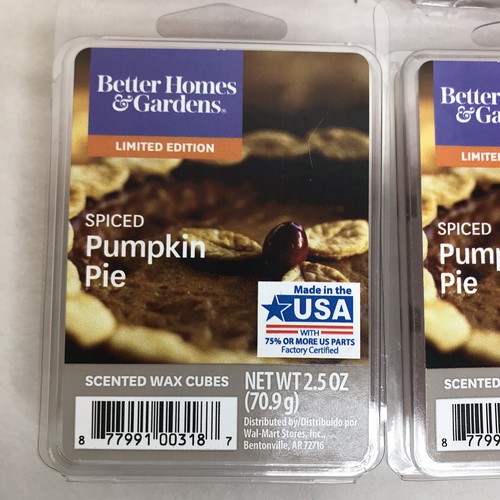 Better Homes
& Gardens®
LIMITED EDITION
SPICED
Pumpkin
Pie
Made in the
USA
WITH
75% OR MORE US PARTS
Factory Certified
SCENTED WAX CUBES
NET WT 2.5 OZ
(70.9 g)
Distributed by/Distribuido por
Wal-Mart Stores, Inc.,
Bentonville, AR 72716
8 77991 00318 7
Better
& Ga
LIMITE
SPICED
Pump
Pie
SCENTED
8 7799